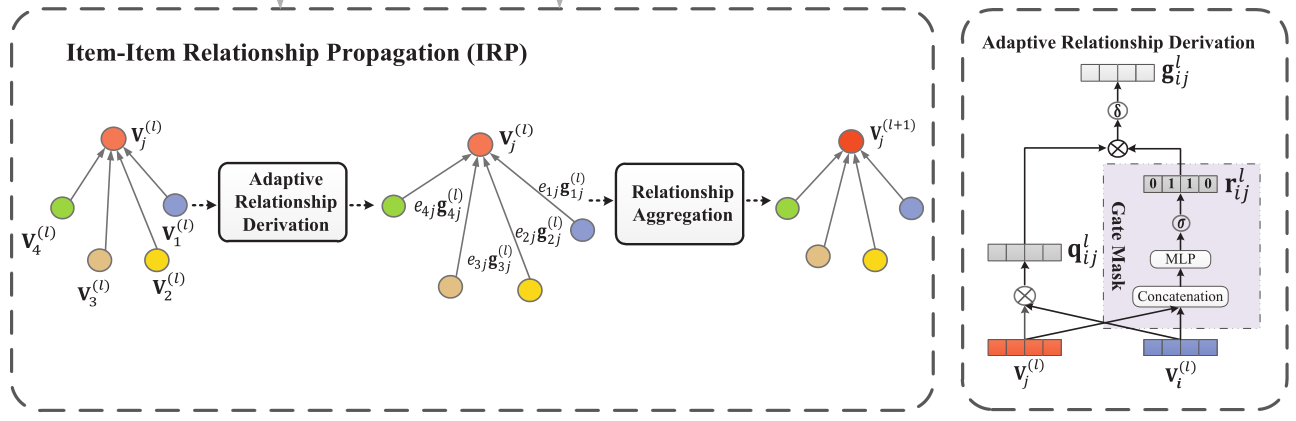 Item-Item Relationship Propagation (IRP)
V_j^(l)
V_4^(l)
V_3^(l)
V_2^(l)
V_1^(l)
Adaptive
Relationship
Derivation
V_j^(l)
e_4j g_4j^(l)
e_3j g_3j^(l)
e_2j g_2j^(l)
e_1j g_1j^(l)
Relationship
Aggregation
V_j^(l+1)
Adaptive Relationship Derivation
g_ij^l
δ
0 1 1 0
r_ij^l
σ
Gate Mask
q_ij^l
MLP
Concatenation
V_j^(l)
V_i^(l)